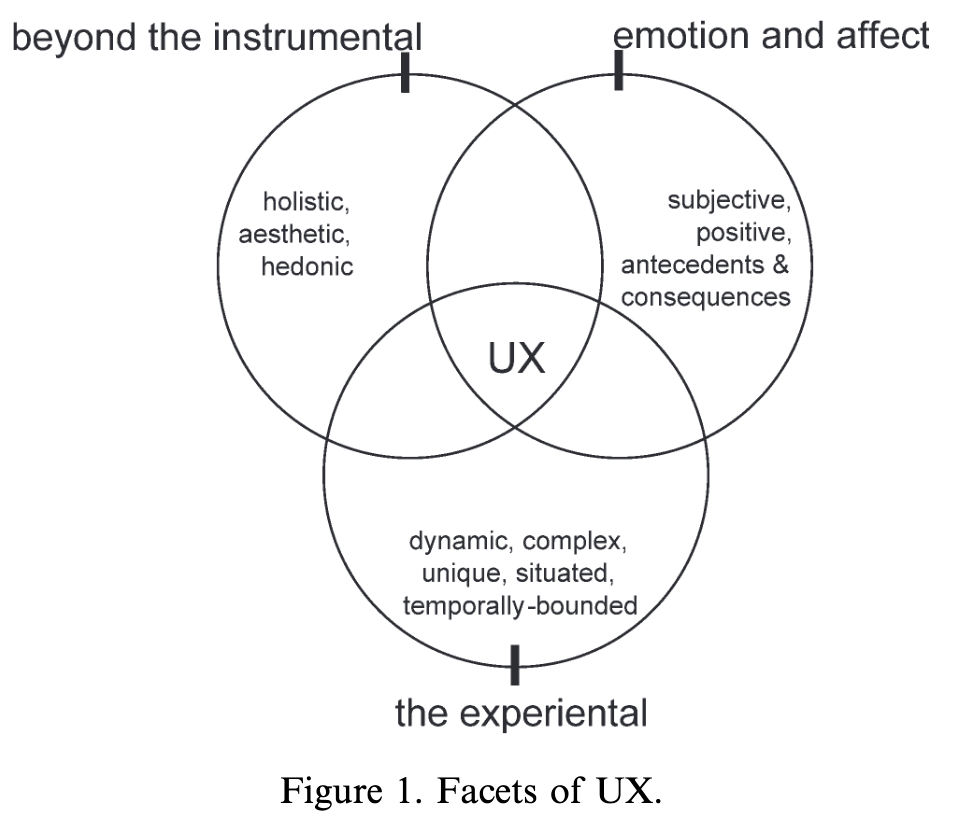 beyond the instrumental
emotion and affect
holistic,
aesthetic,
hedonic
subjective,
positive,
antecedents &
consequences
UX
dynamic, complex,
unique, situated,
temporally-bounded
the experiental
Figure 1. Facets of UX.